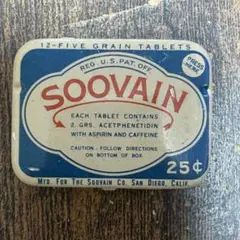 12-FIVE GRAIN TABLETS
REG. U.S. PAT. OFF.
PRESS
HERE
SOOVAIN
EACH TABLET CONTAINS
2 GRS. ACETPHENETIDIN
WITH ASPIRIN AND CAFFEINE
CAUTION - FOLLOW DIRECTIONS
ON BOTTOM OF BOX
25¢
MFD. FOR THE SOOVAIN CO. SAN DIEGO, CALIF.